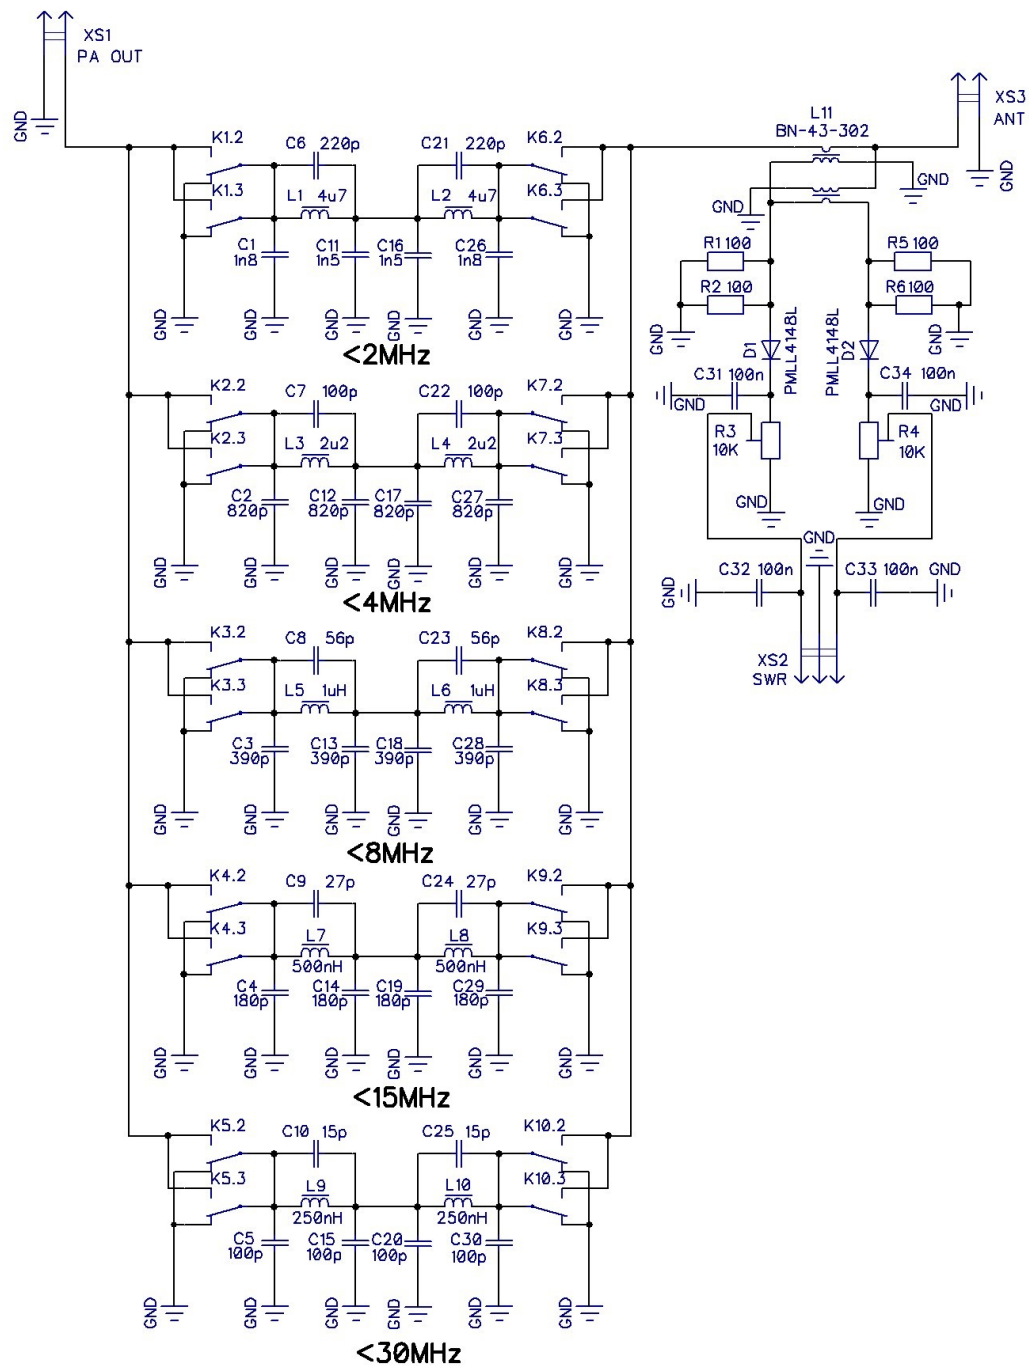 XS1
PA OUT
GND
XS3
ANT
GND
L11
BN-43-302
GND
GND
K1.2
C6 220p
C21 220p
K6.2
K1.3
L1 4u7
L2 4u7
K6.3
C1
1n8
C11
1n5
C16
1n5
C26
1n8
GND
GND
GND
GND
GND
GND
<2MHz
R1 100
R5 100
R2 100
R6 100
GND
GND
D1
PMLL4148L
PMLL4148L
D2
C31 100n
C34 100n
GND
GND
R3
10K
R4
10K
GND
GND
GND
C32 100n
C33 100n
GND
GND
XS2
SWR
K2.2
C7 100p
C22 100p
K7.2
K2.3
L3 2u2
L4 2u2
K7.3
C2
820p
C12
820p
C17
820p
C27
820p
GND
GND
GND
GND
GND
GND
<4MHz
K3.2
C8 56p
C23 56p
K8.2
K3.3
L5 1uH
L6 1uH
K8.3
C3
390p
C13
390p
C18
390p
C28
390p
GND
GND
GND
GND
GND
GND
<8MHz
K4.2
C9 27p
C24 27p
K9.2
K4.3
L7
500nH
L8
500nH
K9.3
C4
180p
C14
180p
C19
180p
C29
180p
GND
GND
GND
GND
GND
GND
<15MHz
K5.2
C10 15p
C25 15p
K10.2
K5.3
L9
250nH
L10
250nH
K10.3
C5
100p
C15
100p
C20
100p
C30
100p
GND
GND
GND
GND
GND
GND
<30MHz